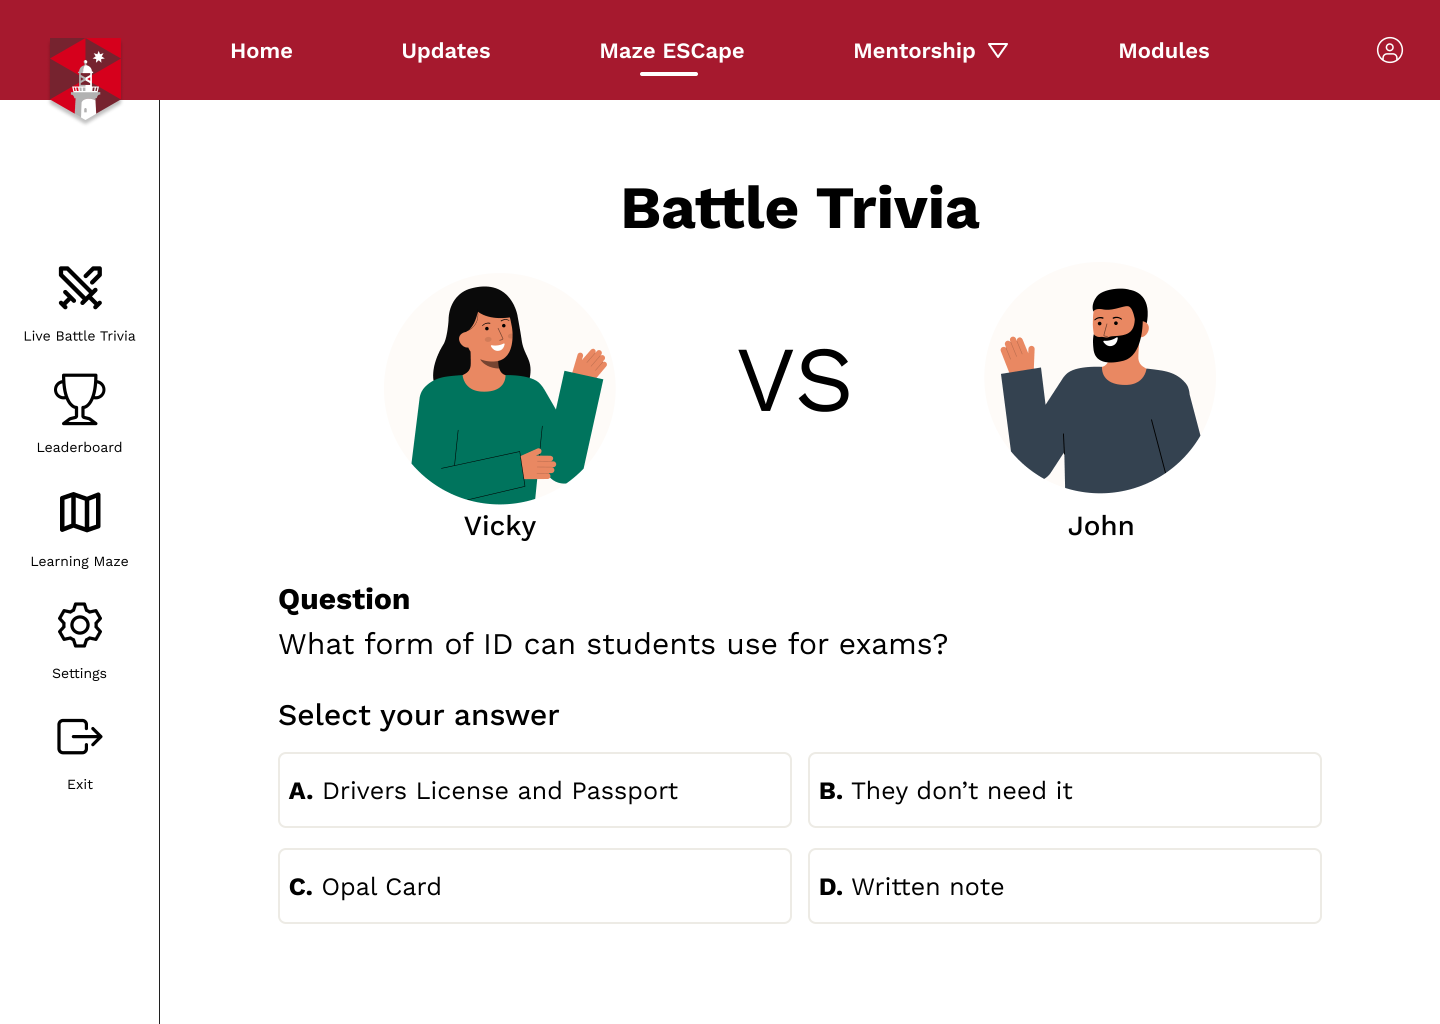 Home
Updates
Maze ESCape
Mentorship
Modules
Live Battle Trivia
Leaderboard
Learning Maze
Settings
Exit
Battle Trivia
VS
Vicky
John
Question
What form of ID can students use for exams?
Select your answer
A. Drivers License and Passport
B. They don’t need it
C. Opal Card
D. Written note